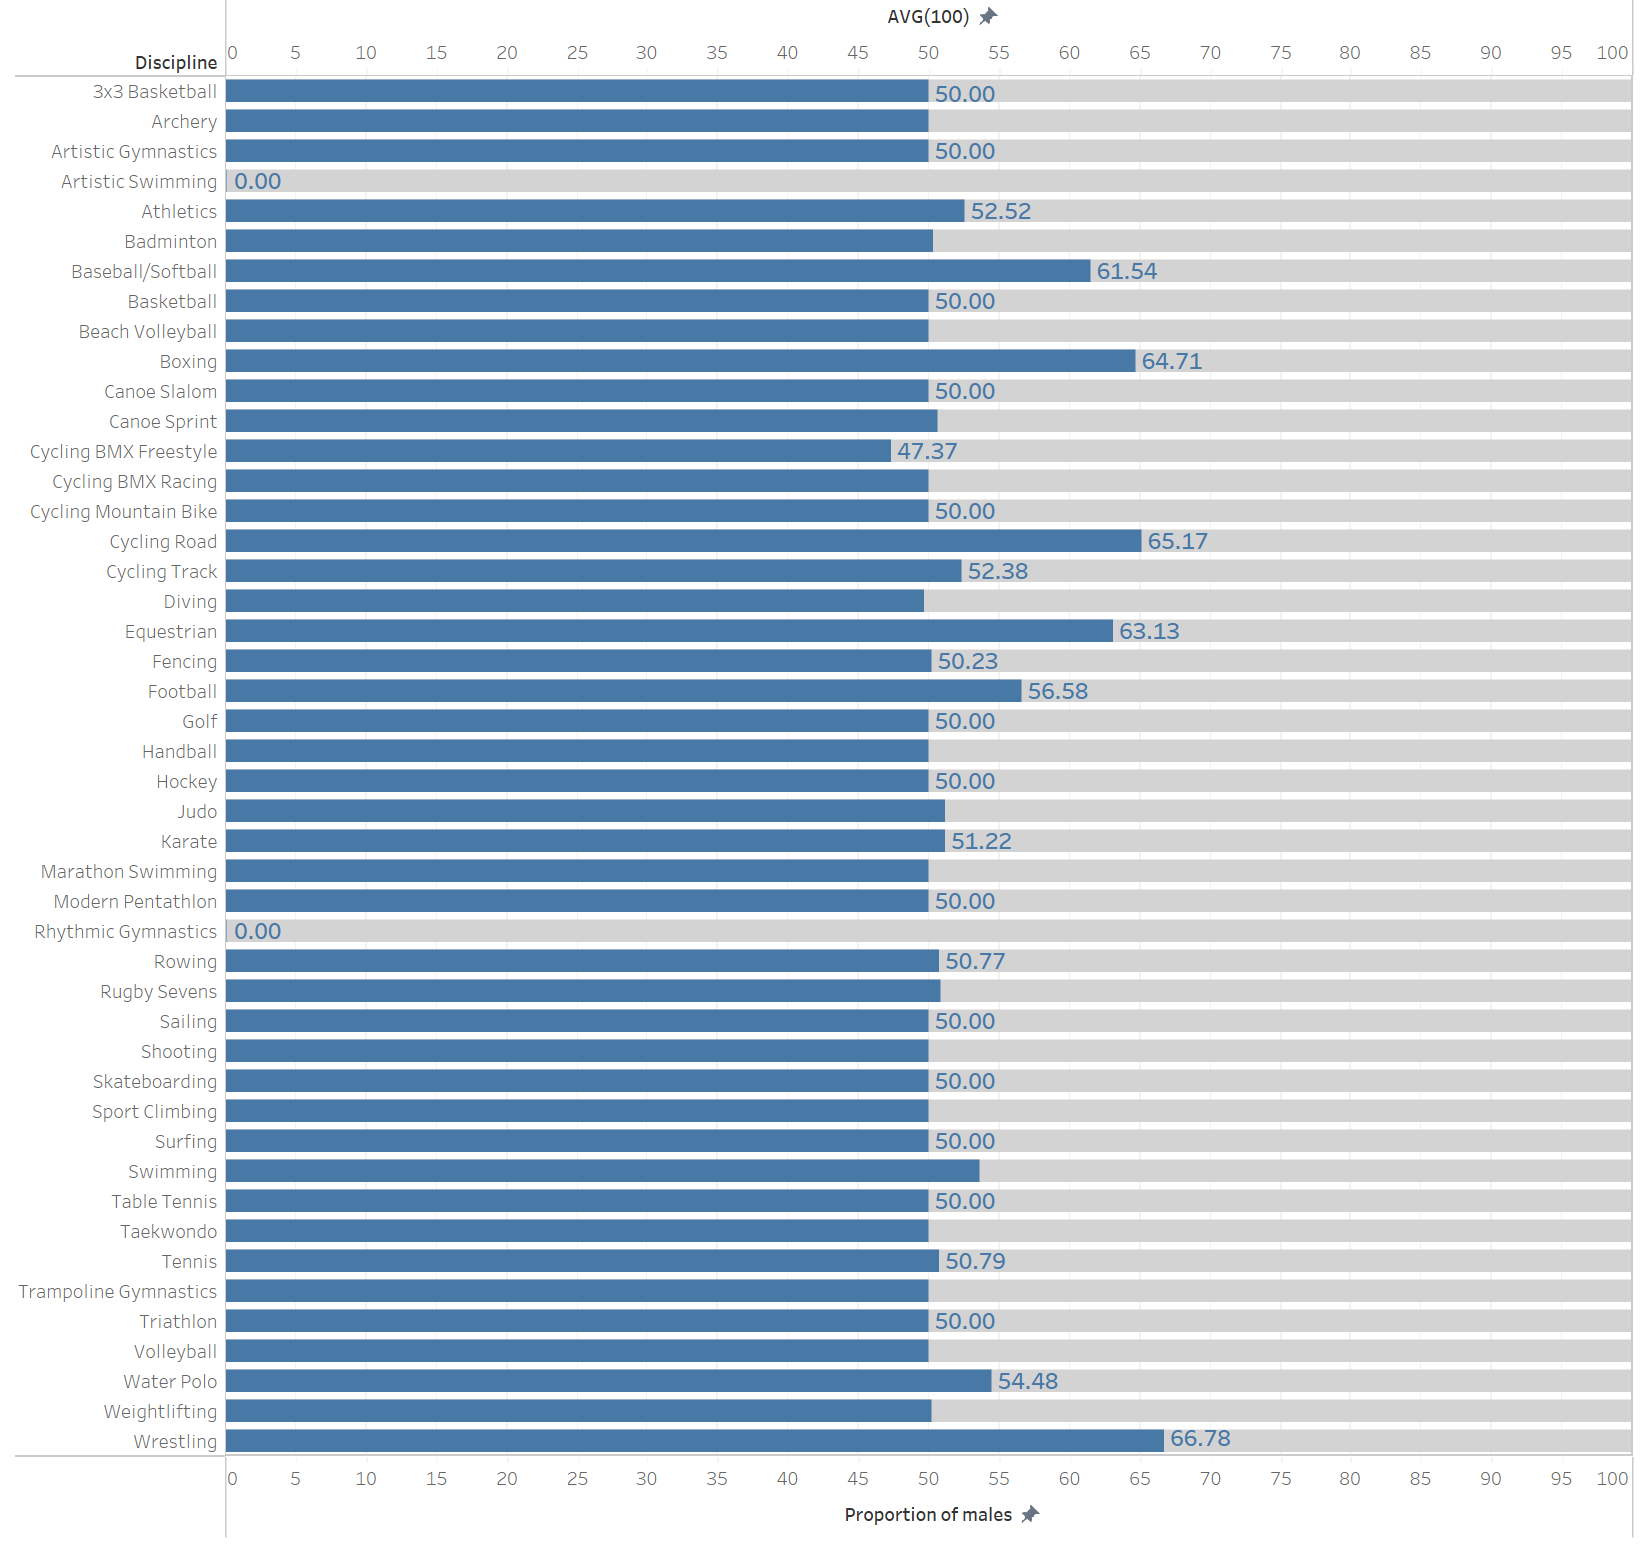 AVG(100)
Discipline 0 5 10 15 20 25 30 35 40 45 50 55 60 65 70 75 80 85 90 95 100
3x3 Basketball 50.00
Archery
Artistic Gymnastics 50.00
Artistic Swimming 0.00
Athletics 52.52
Badminton
Baseball/Softball 61.54
Basketball 50.00
Beach Volleyball
Boxing 64.71
Canoe Slalom 50.00
Canoe Sprint
Cycling BMX Freestyle 47.37
Cycling BMX Racing
Cycling Mountain Bike 50.00
Cycling Road 65.17
Cycling Track 52.38
Diving
Equestrian 63.13
Fencing 50.23
Football 56.58
Golf 50.00
Handball
Hockey 50.00
Judo
Karate 51.22
Marathon Swimming
Modern Pentathlon 50.00
Rhythmic Gymnastics 0.00
Rowing 50.77
Rugby Sevens
Sailing 50.00
Shooting
Skateboarding 50.00
Sport Climbing
Surfing 50.00
Swimming
Table Tennis 50.00
Taekwondo
Tennis 50.79
Trampoline Gymnastics
Triathlon 50.00
Volleyball
Water Polo 54.48
Weightlifting
Wrestling 66.78
0 5 10 15 20 25 30 35 40 45 50 55 60 65 70 75 80 85 90 95 100
Proportion of males